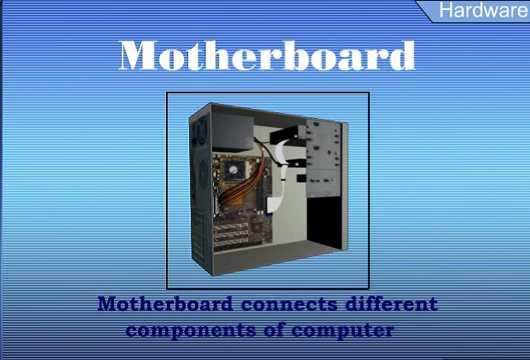 Hardware
Motherboard
Motherboard connects different
components of computer